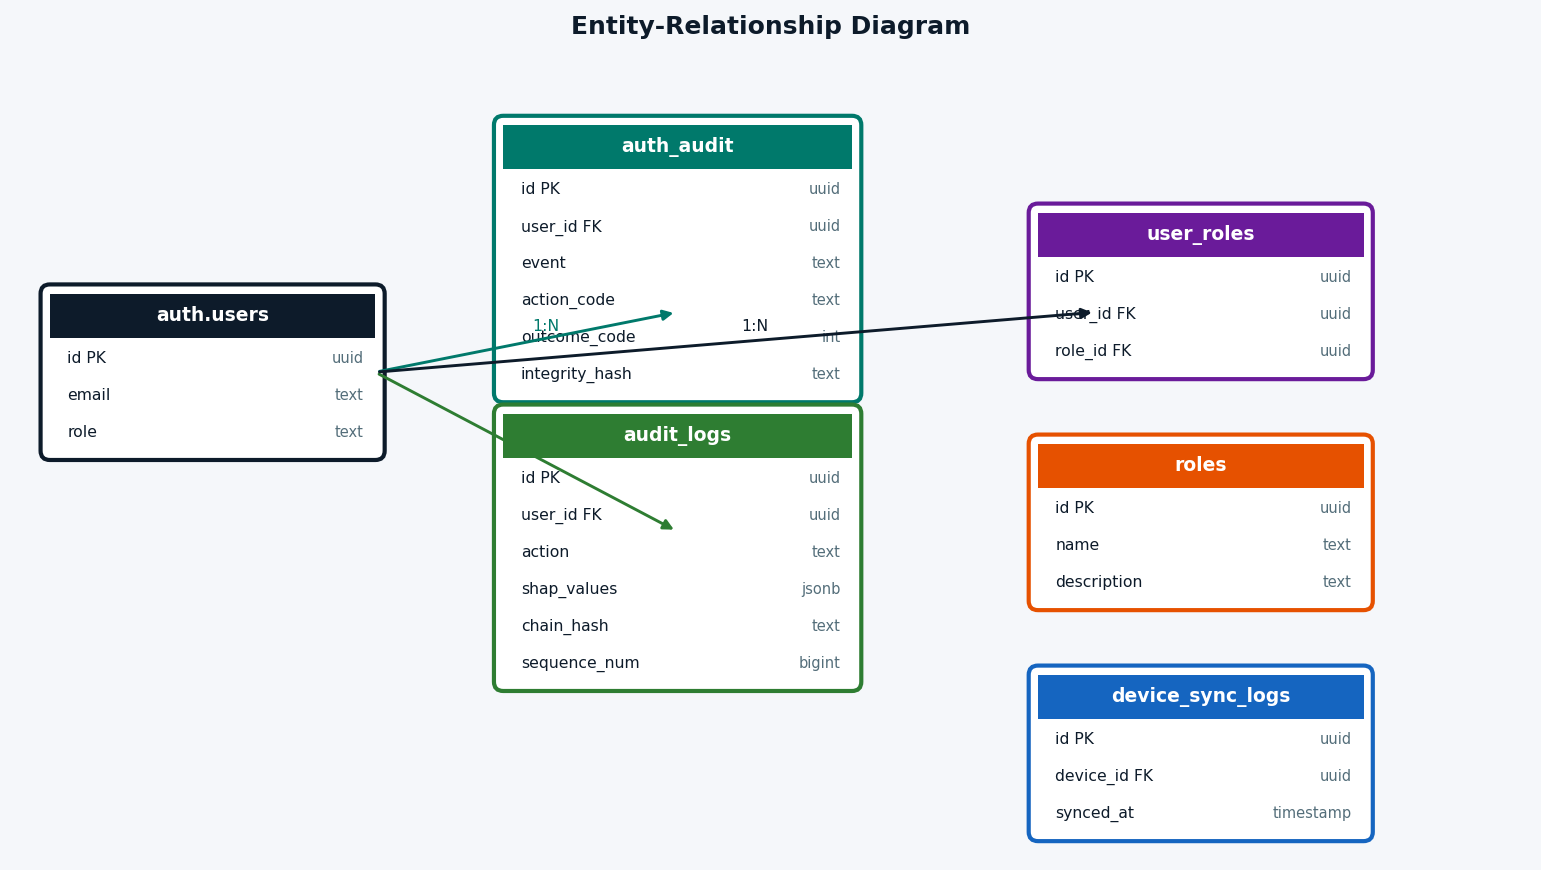 Entity-Relationship Diagram
auth.users
id PK uuid
email text
role text
auth_audit
id PK uuid
user_id FK uuid
event text
action_code text
1:N 1:N
outcome_code int
integrity_hash text
audit_logs
id PK uuid
user_id FK uuid
action text
shap_values jsonb
chain_hash text
sequence_num bigint
user_roles
id PK uuid
user_id FK uuid
role_id FK uuid
roles
id PK uuid
name text
description text
device_sync_logs
id PK uuid
device_id FK uuid
synced_at timestamp